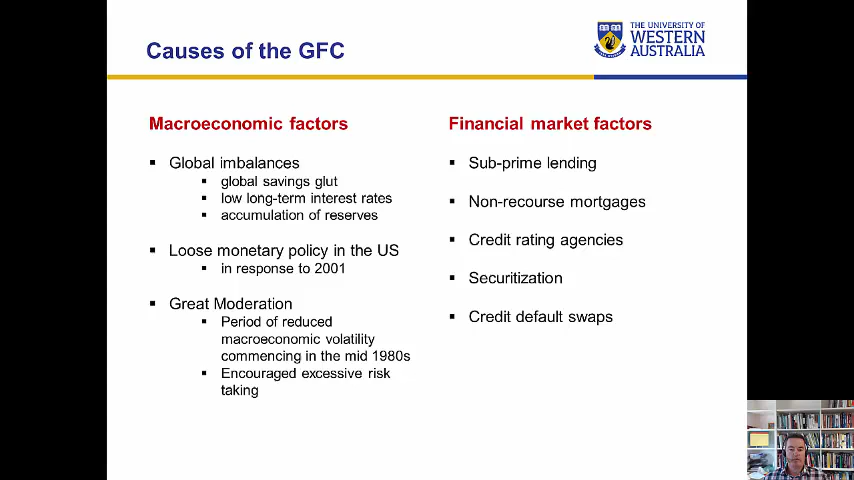 Causes of the GFC
THE UNIVERSITY OF
WESTERN
AUSTRALIA
Macroeconomic factors
▪ Global imbalances
▪ global savings glut
▪ low long-term interest rates
▪ accumulation of reserves
▪ Loose monetary policy in the US
▪ in response to 2001
▪ Great Moderation
▪ Period of reduced
macroeconomic volatility
commencing in the mid 1980s
▪ Encouraged excessive risk
taking
Financial market factors
▪ Sub-prime lending
▪ Non-recourse mortgages
▪ Credit rating agencies
▪ Securitization
▪ Credit default swaps